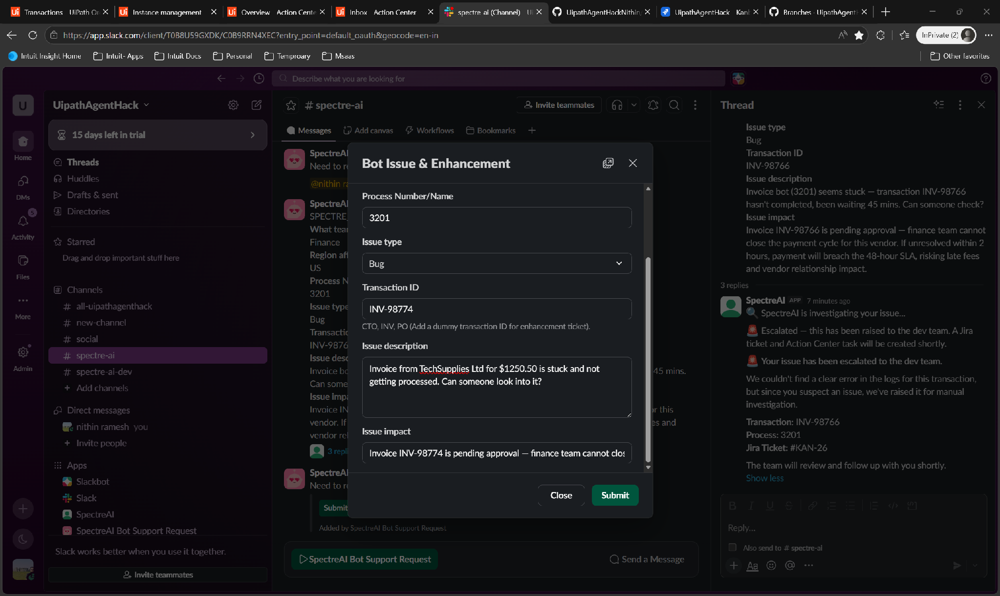 Transactions UiPath Or
Instance management
Overview Action Cente
Inbox Action Center
spectre-ai (Channel) Ui
UipathAgentHackNithin/
UipathAgentHack Kanb
Branches · UipathAgentH
https://app.slack.com/client/T0B8U59GXDK/C0B9RRN4XEC?entry_point=default_oauth&geocode=en-in
InPrivate (2)
Intuit Insight Home
Intuit- Apps
Intuit Docs
Personal
Temproary
Msaas
Other favorites
Describe what you are looking for
U
UipathAgentHack
15 days left in trial
Home
DMs
5
Activity
Files
More
Admin
Threads
Huddles
Drafts & sent
Directories
Starred
Drag and drop important stuff here
Channels
# all-uipathagenthack
# new-channel
# social
# spectre-ai
# spectre-ai-dev
+ Add channels
Direct messages
nithin ramesh you
+ Invite people
Apps
Slackbot
Slack
SpectreAI
SpectreAI Bot Support Request
Slack works better when you use it together.
Invite teammates
# spectre-ai
Invite teammates
Messages
Add canvas
Workflows
Bookmarks
SpectreAI
Need to re
@nithin ra
SpectreAI
SPECTRE_
What tea
Finance
Region aff
US
Process N
3201
Issue type
Bug
Transactio
INV-9876
Issue desc
Invoice bo
45 mins.
Can some
Issue impa
Invoice IN
or this
vendor. If
es and
vendor rel
3 repli
SpectreAI
Need to re
Submit
Added by SpectreAI Bot Support Request
SpectreAI Bot Support Request
Send a Message
Bot Issue & Enhancement
Process Number/Name
3201
Issue type
Bug
Transaction ID
INV-98774
CTO, INV, PO (Add a dummy transaction ID for enhancement ticket).
Issue description
Invoice from TechSupplies Ltd for $1250.50 is stuck and not
getting processed. Can someone look into it?
Issue impact
Invoice INV-98774 is pending approval — finance team cannot clos
Close
Submit
Thread
Issue type
Bug
Transaction ID
INV-98766
Issue description
Invoice bot (3201) seems stuck — transaction INV-98766
hasn't completed, been waiting 45 mins. Can someone check?
Issue impact
Invoice INV-98766 is pending approval — finance team cannot
close the payment cycle for this vendor. If unresolved within 2
hours, payment will breach the 48-hour SLA, risking late fees
and vendor relationship impact.
3 replies
SpectreAI APP 7 minutes ago
SpectreAI is investigating your issue...
Escalated — this has been raised to the dev team. A Jira
ticket and Action Center task will be created shortly.
Your issue has been escalated to the dev team.
We couldn't find a clear error in the logs for this transaction,
but since you suspect an issue, we've raised it for manual
investigation.
Transaction: INV-98766
Process: 3201
Jira Ticket: #KAN-26
The team will review and follow up with you shortly.
Show less
Reply...
Also send to # spectre-ai
Aa